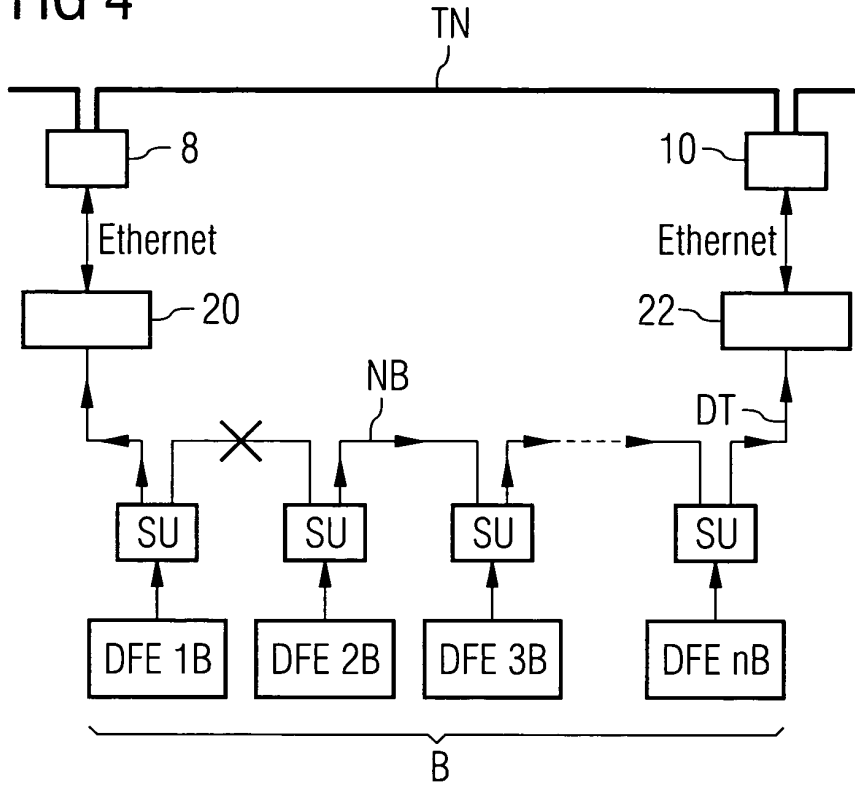 FIG 4
TN
8
10
Ethernet
Ethernet
20
22
NB
DT
SU
SU
SU
SU
DFE 1B
DFE 2B
DFE 3B
DFE nB
B